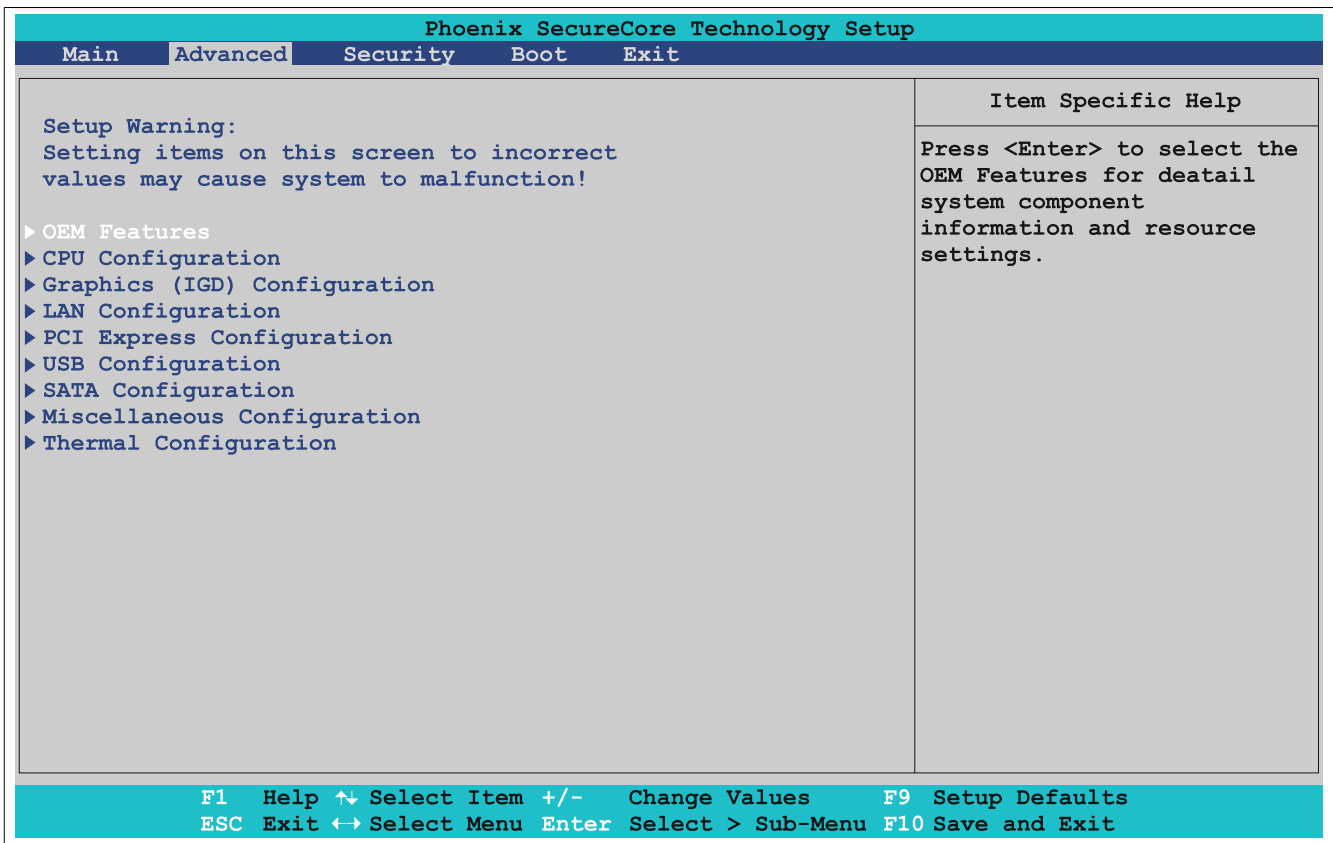 Phoenix SecureCore Technology Setup
Main Advanced Security Boot Exit
Setup Warning:
Setting items on this screen to incorrect
values may cause system to malfunction!
OEM Features
CPU Configuration
Graphics (IGD) Configuration
LAN Configuration
PCI Express Configuration
USB Configuration
SATA Configuration
Miscellaneous Configuration
Thermal Configuration
Item Specific Help
Press <Enter> to select the
OEM Features for deatail
system component
information and resource
settings.
F1 Help ↑↓ Select Item +/- Change Values F9 Setup Defaults
ESC Exit ↔ Select Menu Enter Select > Sub-Menu F10 Save and Exit